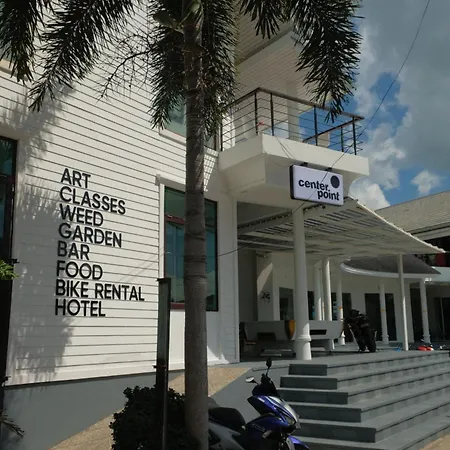 ART
CLASSES
WEED
GARDEN
BAR
FOOD
BIKE RENTAL
HOTEL
center.
point